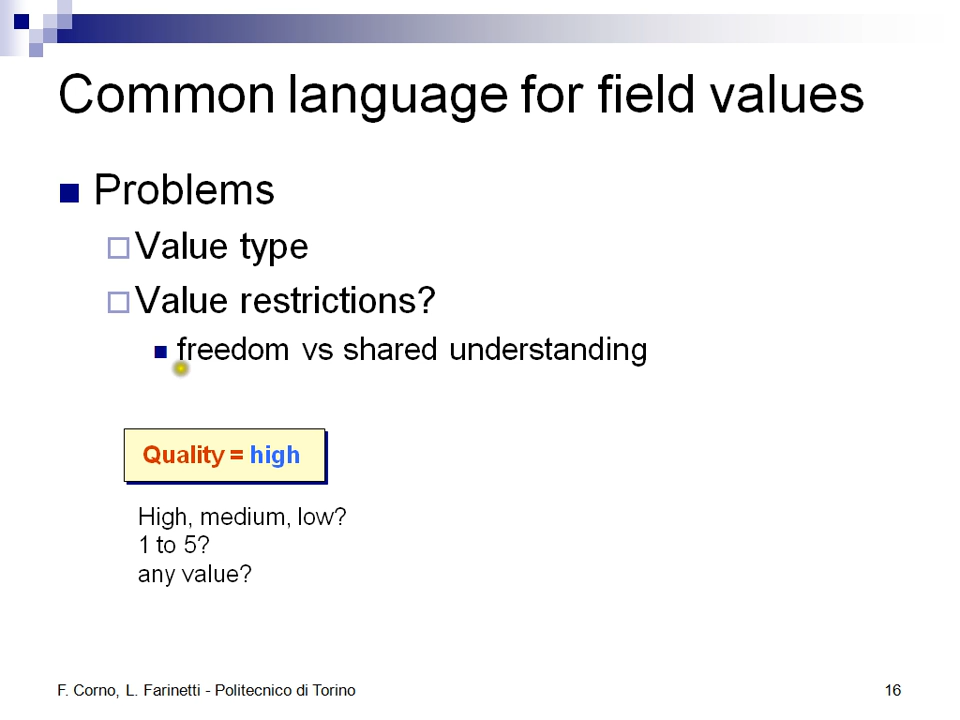 Common language for field values
Problems
Value type
Value restrictions?
freedom vs shared understanding
Quality = high
High, medium, low?
1 to 5?
any value?
F. Corno, L. Farinetti - Politecnico di Torino
16